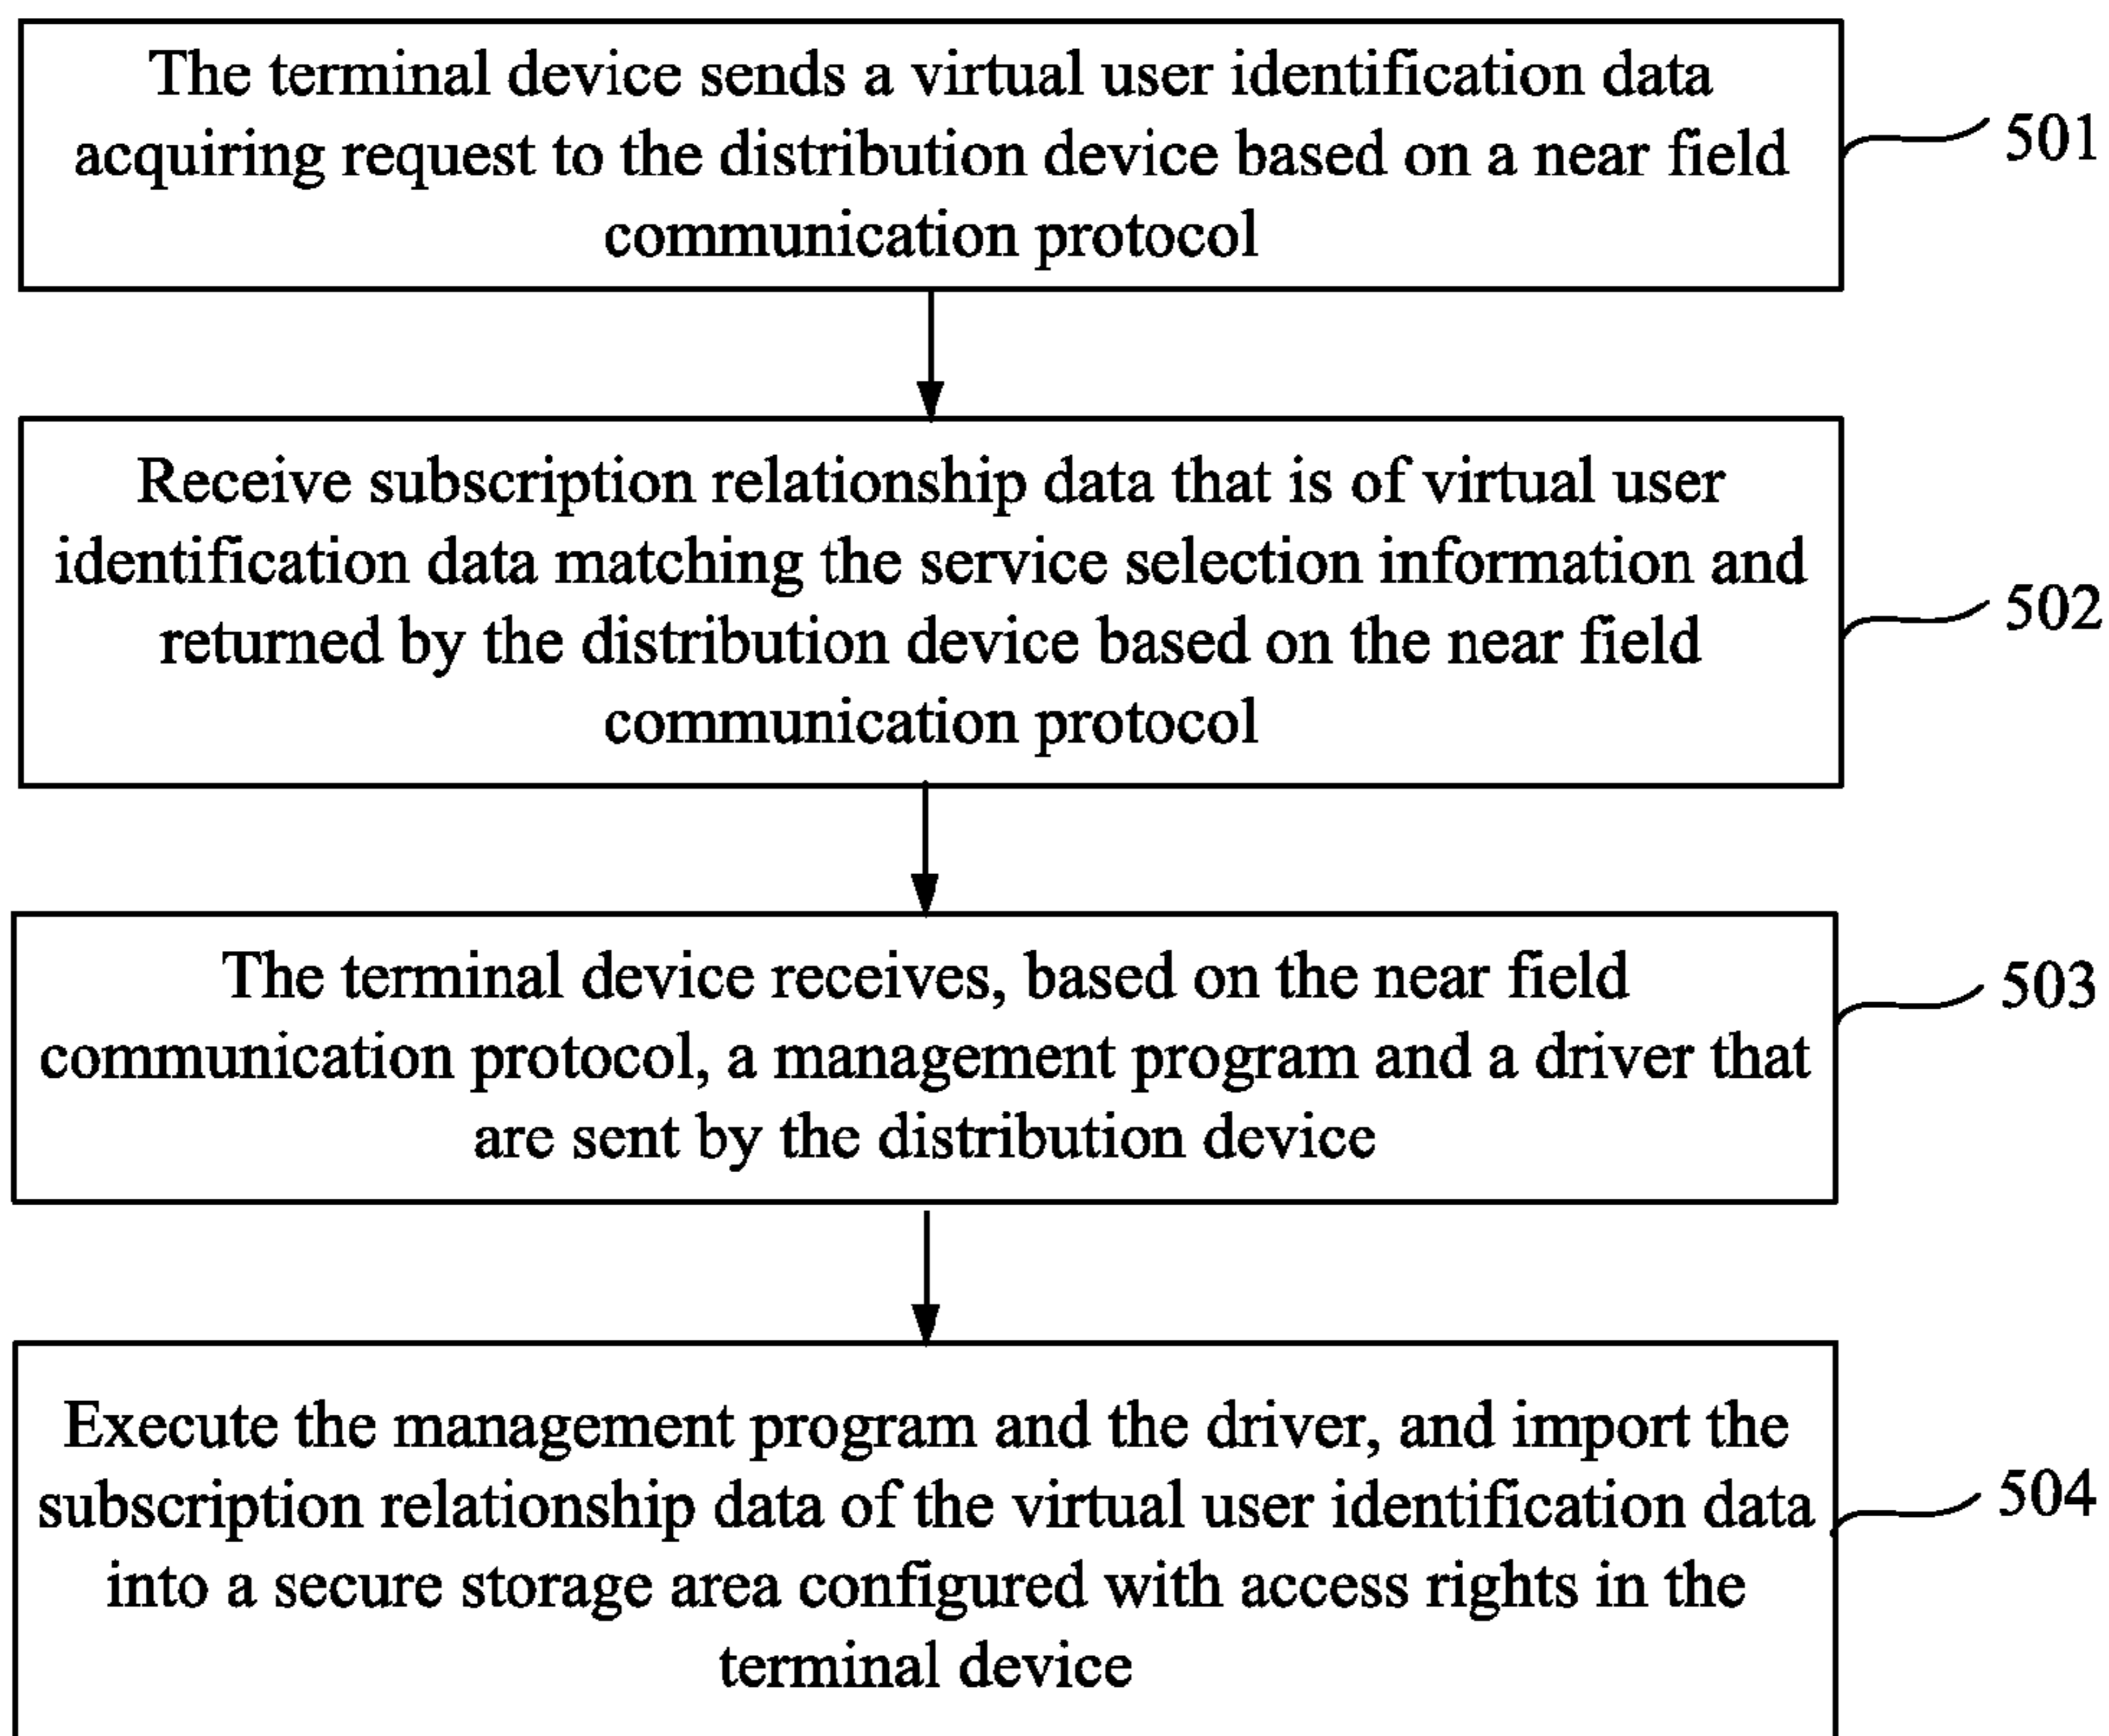 The terminal device sends a virtual user identification data
acquiring request to the distribution device based on a near field
communication protocol
501
Receive subscription relationship data that is of virtual user
identification data matching the service selection information and
returned by the distribution device based on the near field
communication protocol
502
The terminal device receives, based on the near field
communication protocol, a management program and a driver that
are sent by the distribution device
503
Execute the management program and the driver, and import the
subscription relationship data of the virtual user identification data
into a secure storage area configured with access rights in the
terminal device
504